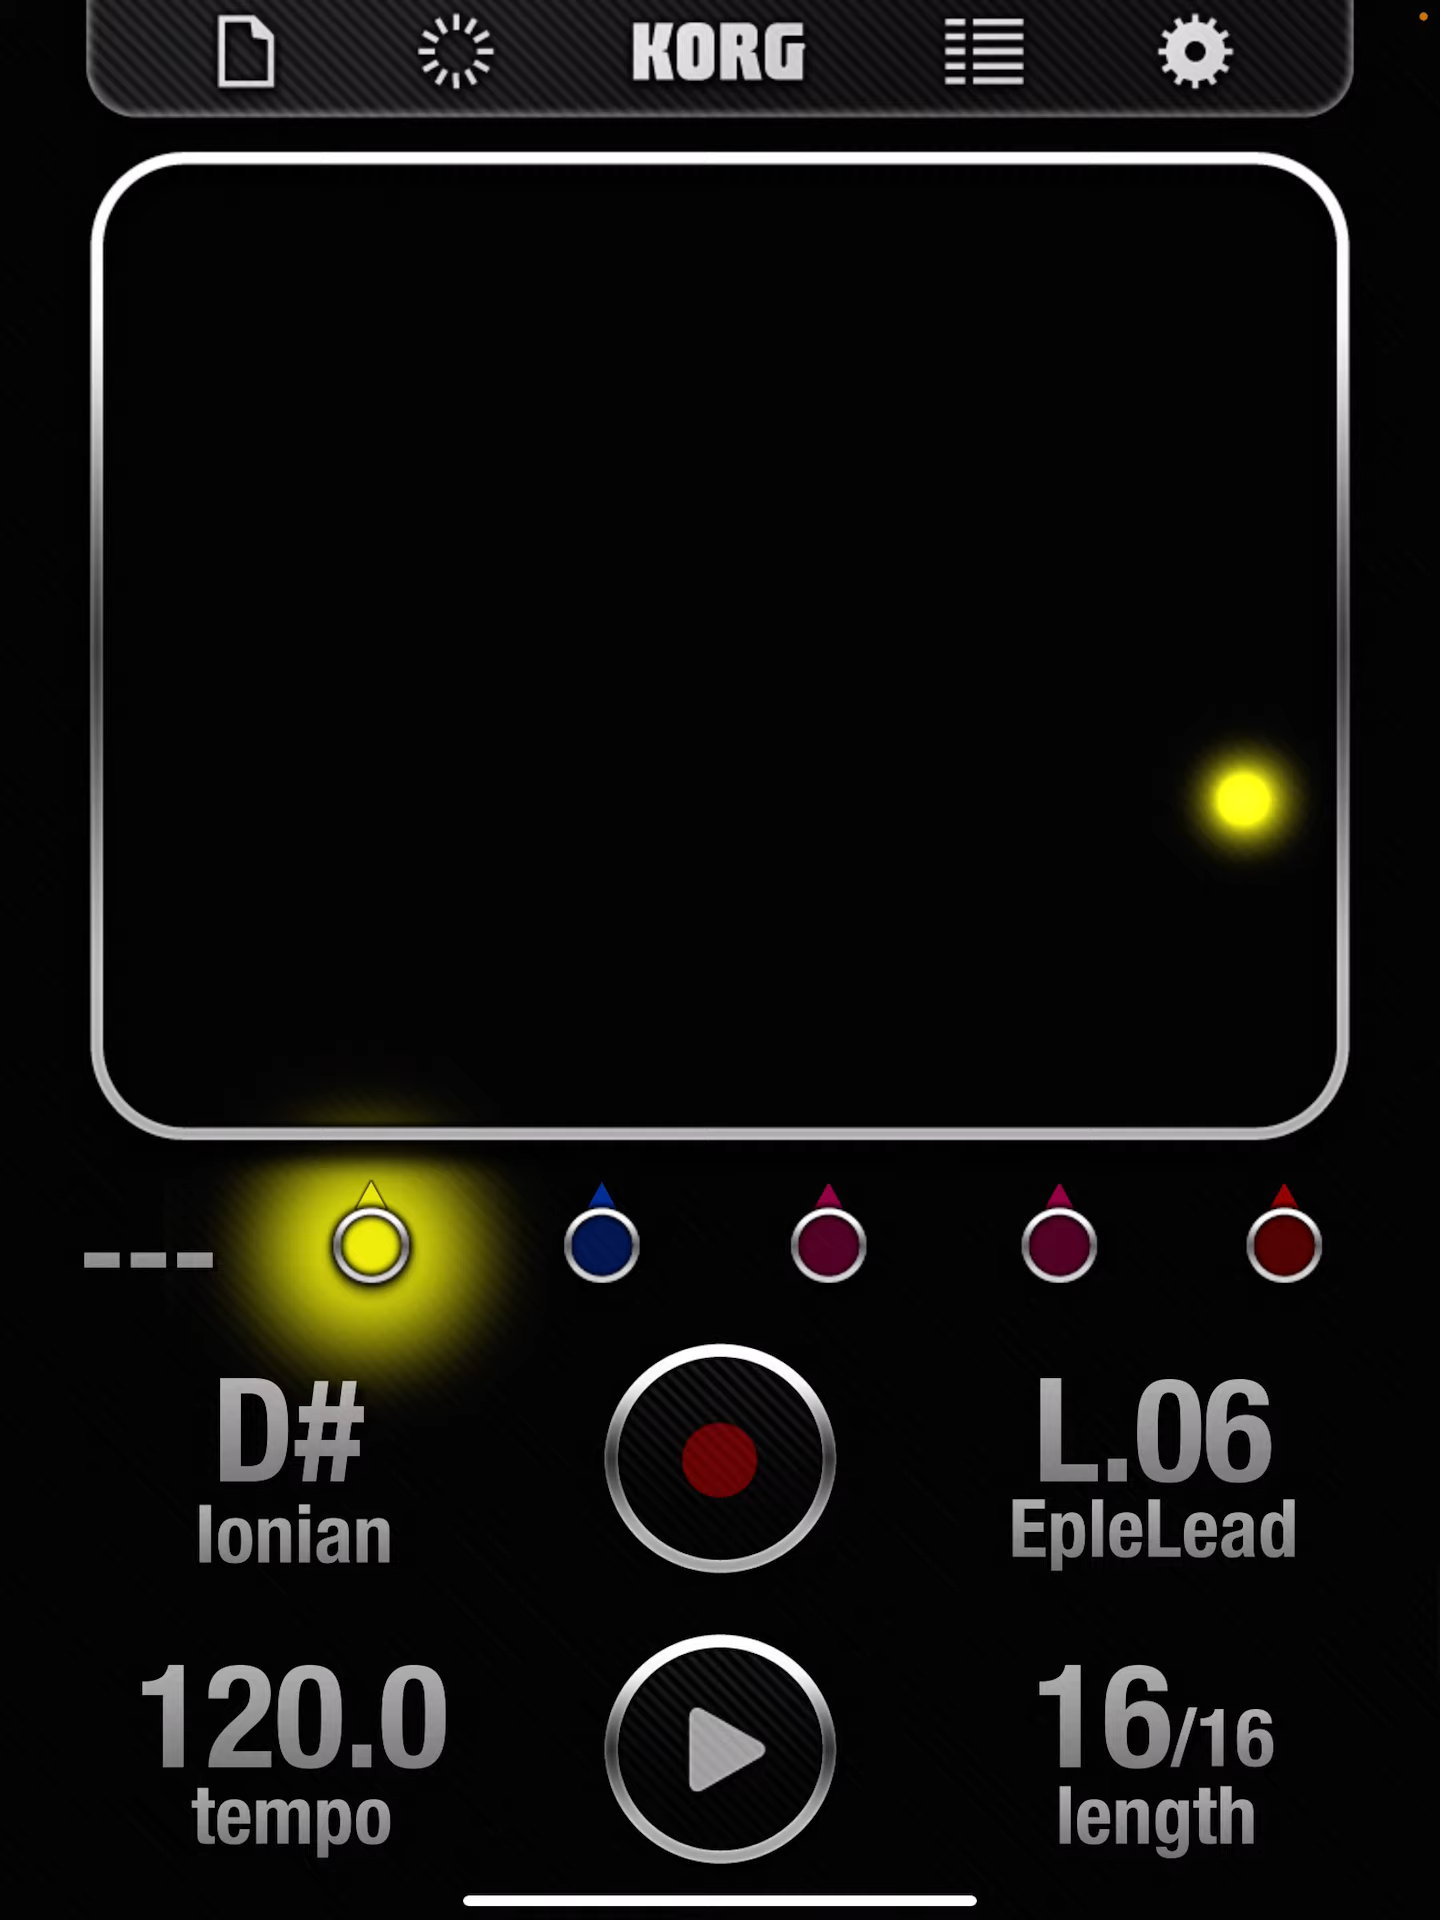 KORG
---
D#
Ionian
L.06
EpleLead
120.0
tempo
16/16
length